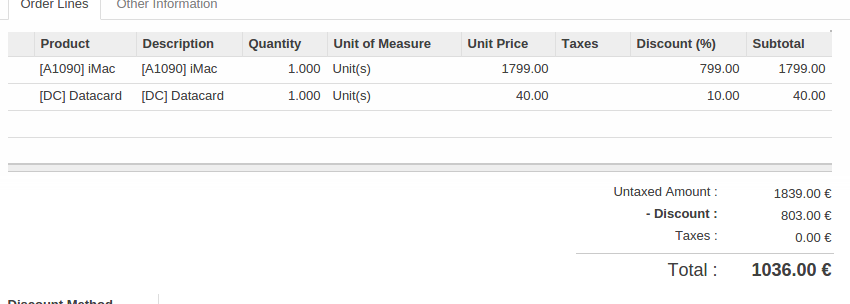 Order Lines Other Information
Product Description Quantity Unit of Measure Unit Price Taxes Discount (%) Subtotal
[A1090] iMac [A1090] iMac 1.000 Unit(s) 1799.00 799.00 1799.00
[DC] Datacard [DC] Datacard 1.000 Unit(s) 40.00 10.00 40.00
Untaxed Amount : 1839.00 €
- Discount : 803.00 €
Taxes : 0.00 €
Total : 1036.00 €
Discount Method